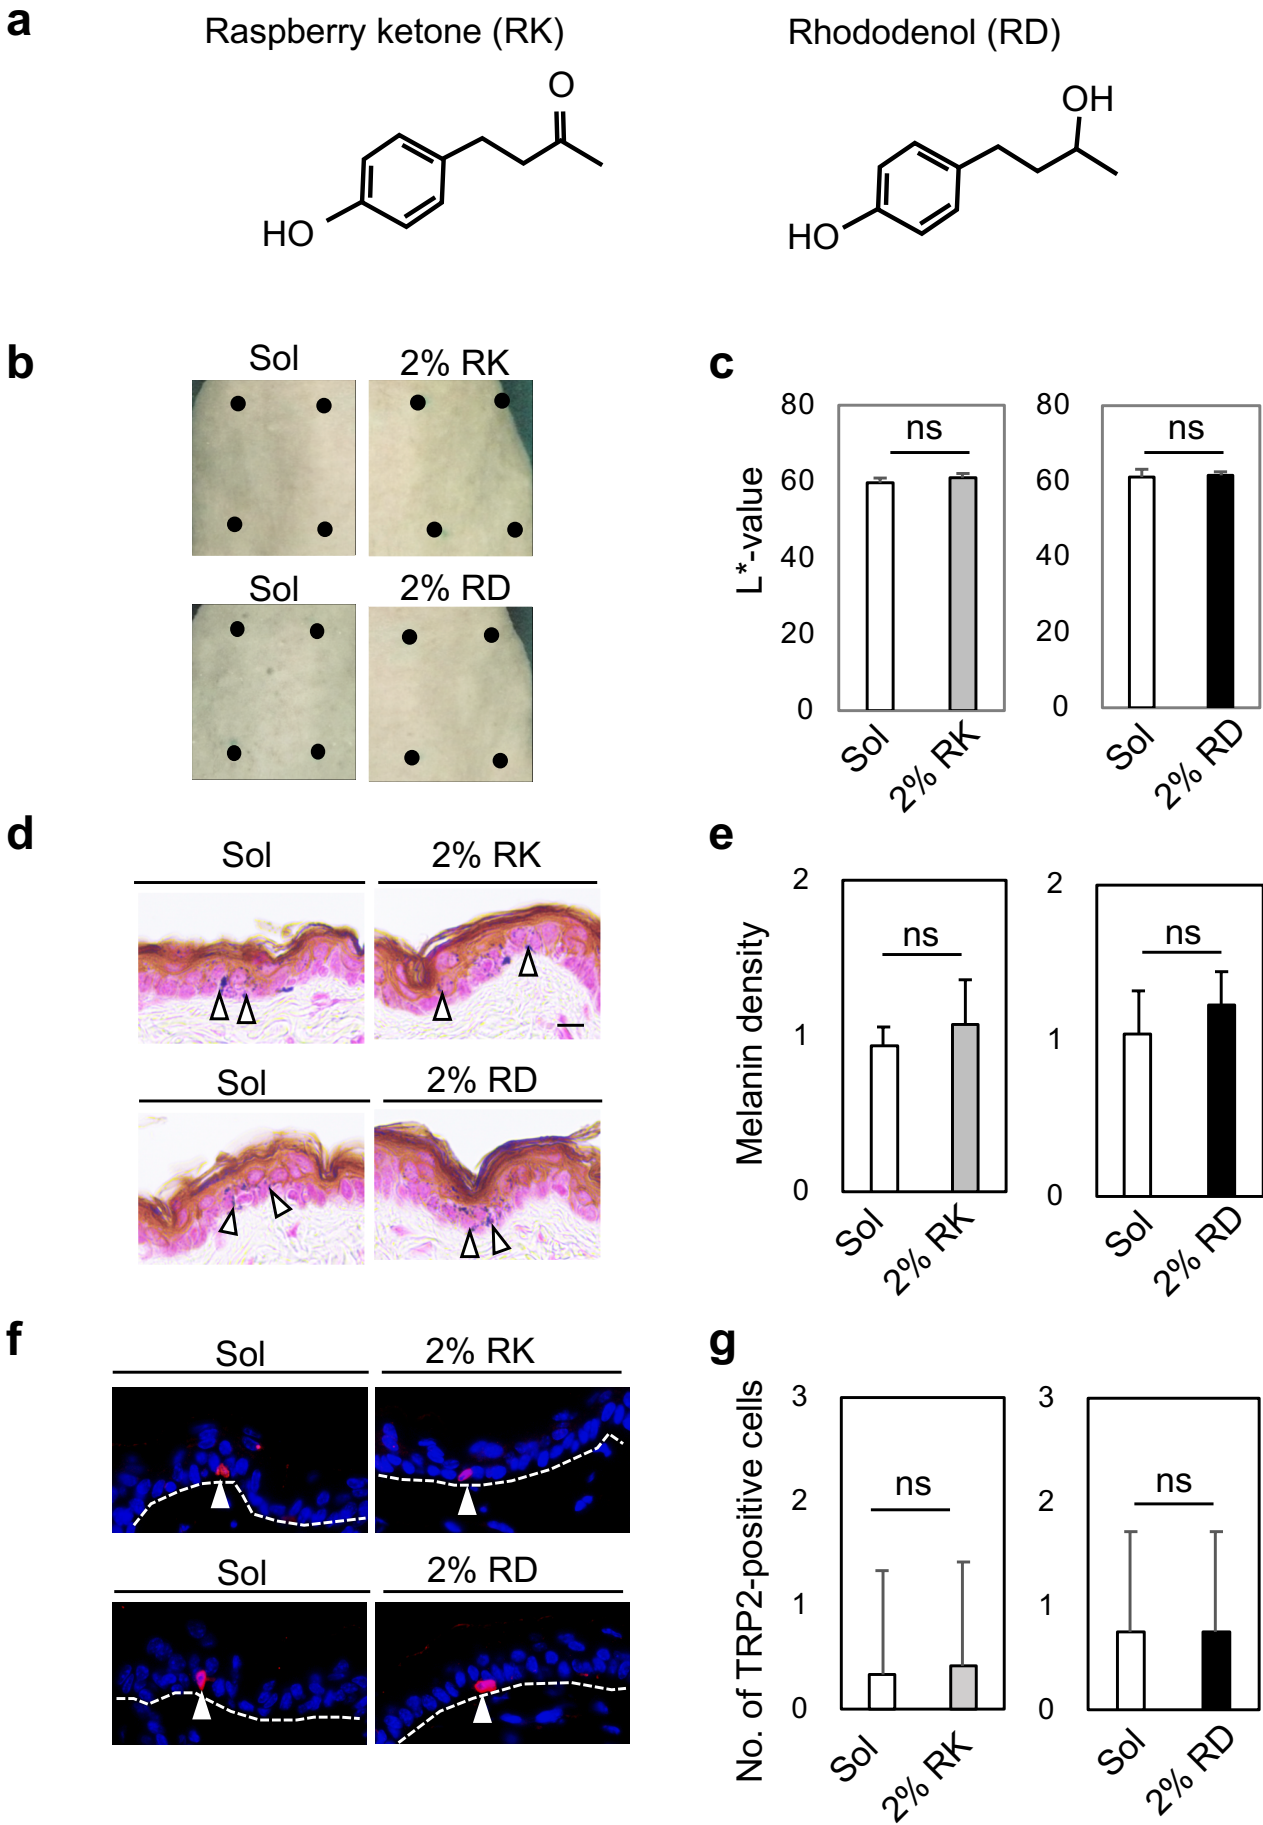 a
Raspberry ketone (RK)
Rhododenol (RD)
O
HO
OH
HO
b
Sol
2% RK
Sol
2% RD
c
L*-value
80
60
40
20
0
ns
Sol
2% RK
80
60
40
20
0
ns
Sol
2% RD
d
Sol
2% RK
Sol
2% RD
e
Melanin density
2
1
0
ns
Sol
2% RK
2
1
0
ns
Sol
2% RD
f
Sol
2% RK
Sol
2% RD
g
No. of TRP2-positive cells
3
2
1
0
ns
Sol
2% RK
3
2
1
0
ns
Sol
2% RD